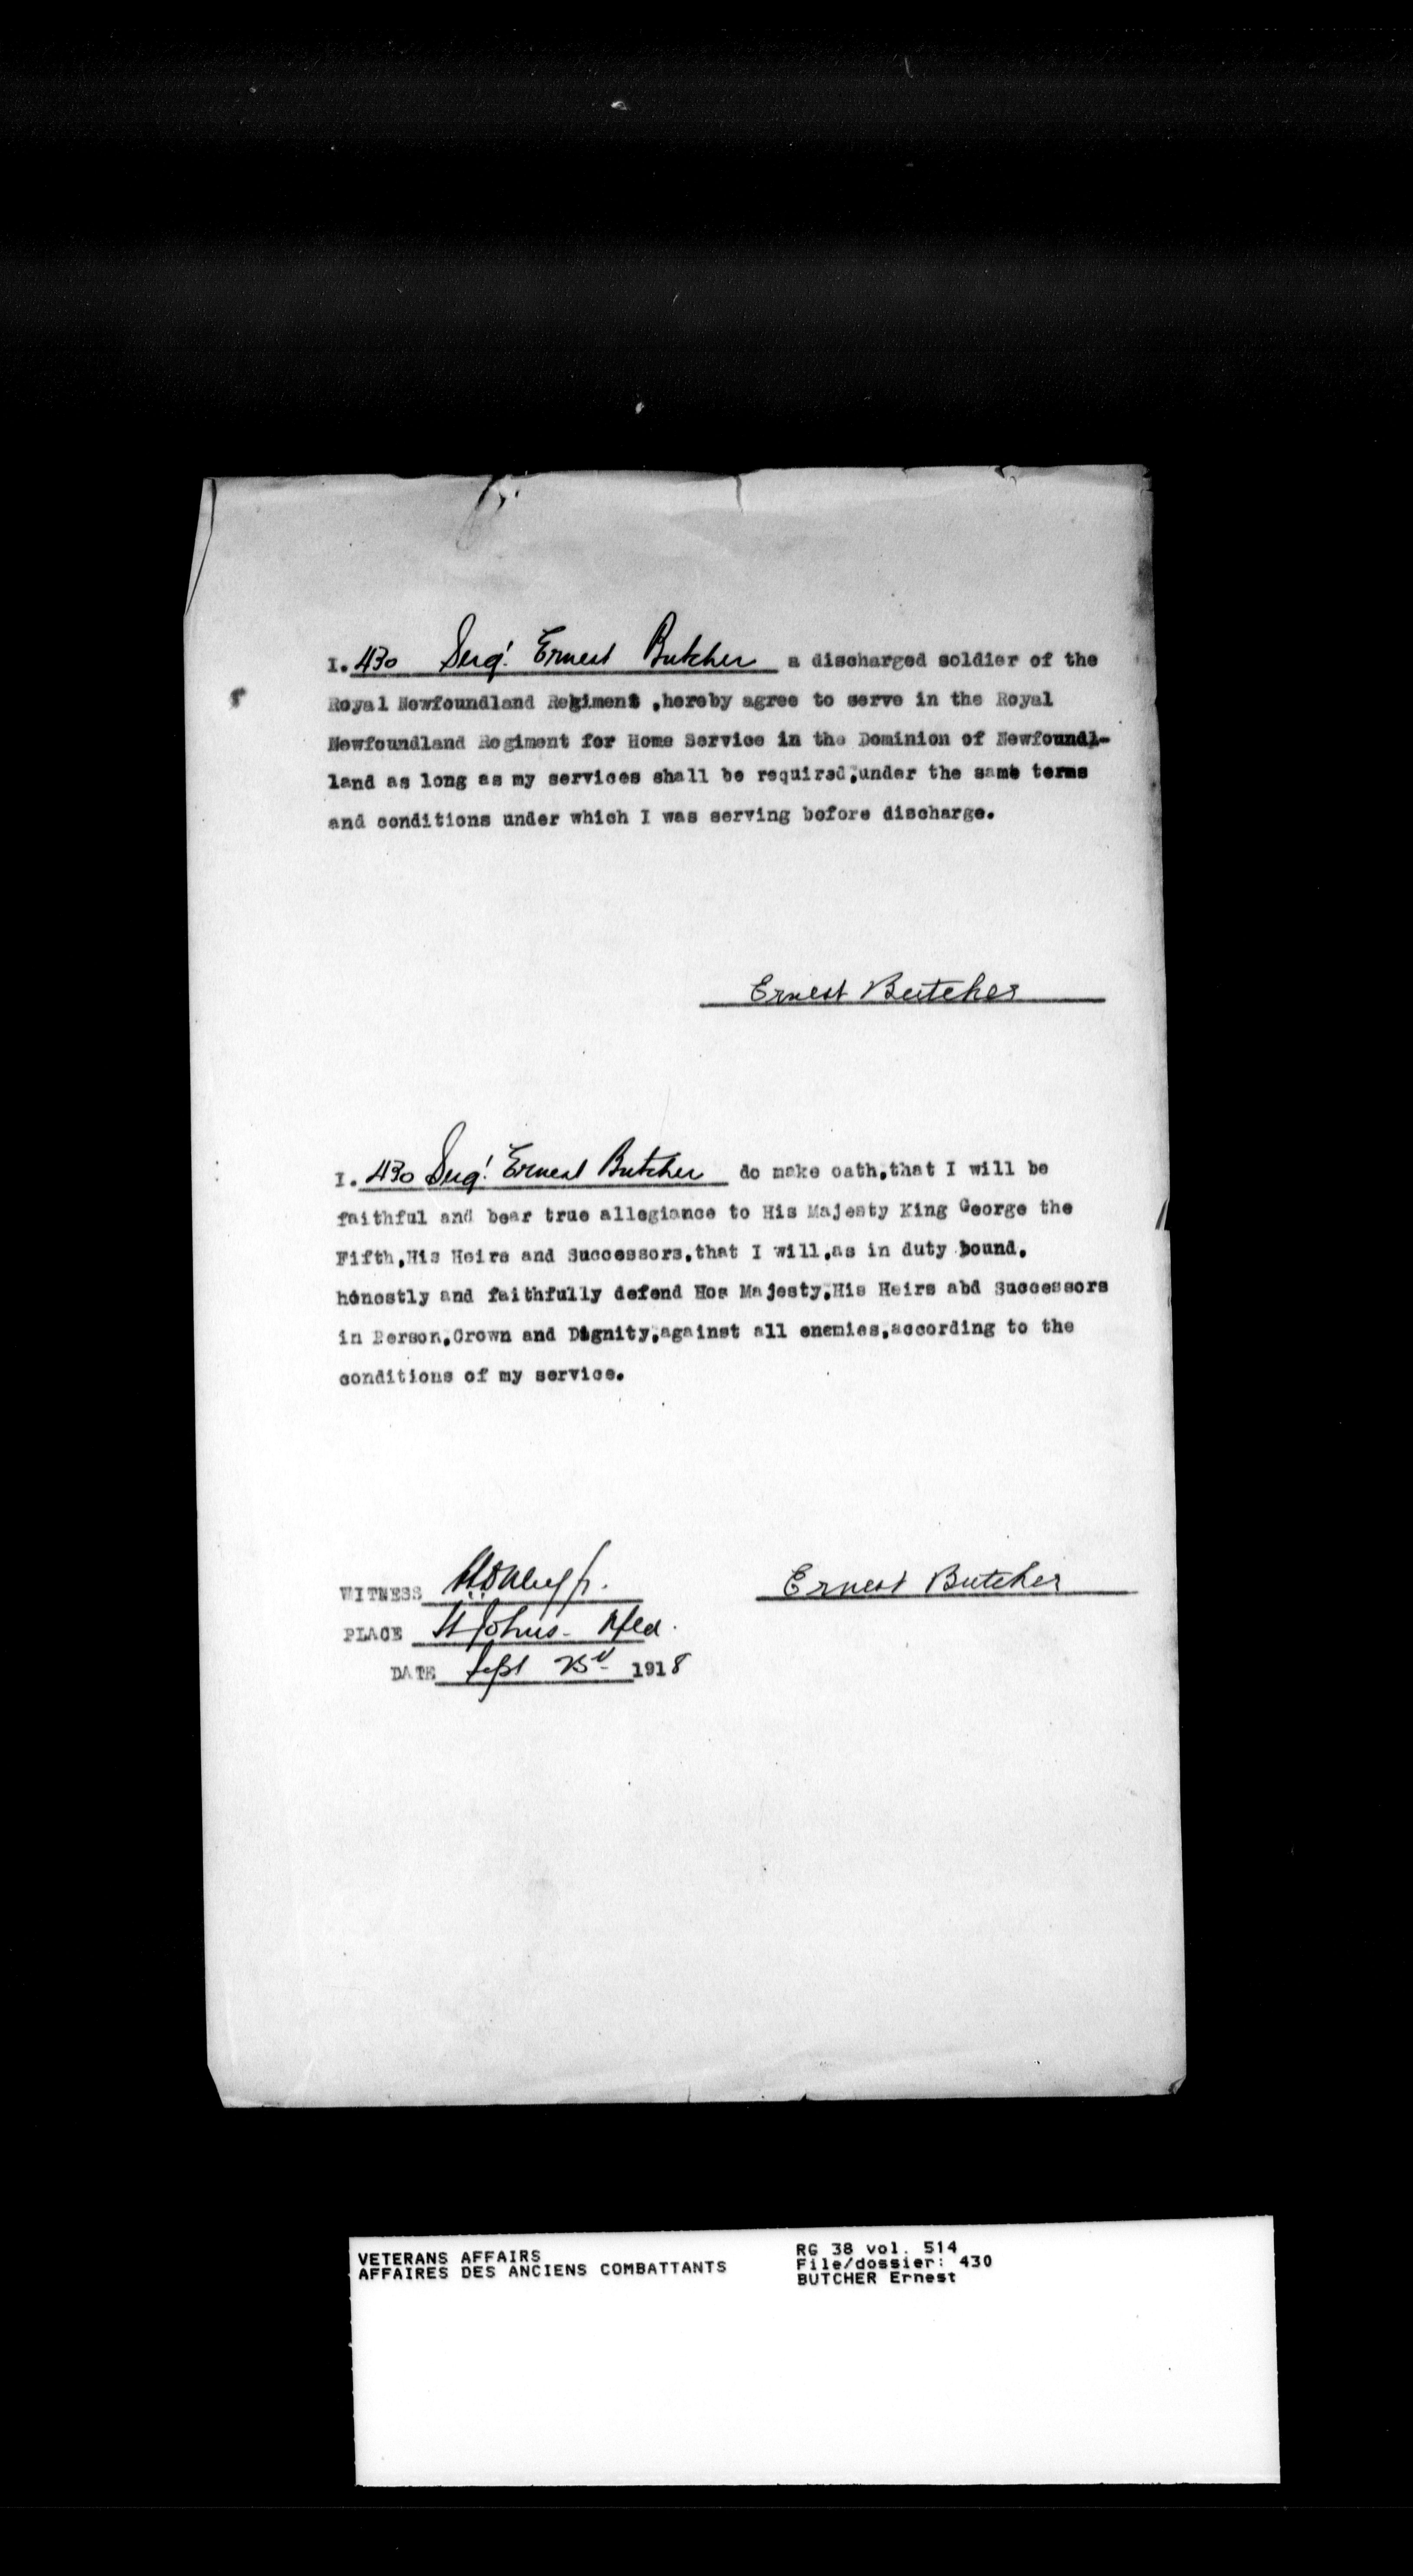 I. 430 Sergt. Ernest Butcher a discharged soldier of the
Royal Newfoundland Regiment ,hereby agree to serve in the Royal
Newfoundland Regiment for Home Service in the Dominion of Newfoundl-
land as long as my services shall be required,under the same terms
and conditions under which I was serving before discharge.
Ernest Butcher
I. 430 Sergt. Ernest Butcher do make oath,that I will be
faithful and bear true allegiance to His Majesty King George the
Fifth,His Heirs and Successors,that I will,as in duty bound,
honostly and faithfully defend Hos Majesty,His Heirs abd Successors
in Person,Crown and Dignity,against all enemies,according to the
conditions of my service.
WITNESS
Ernest Butcher
PLACE St Johns - Nfld.
DATE Sept 25 1918
VETERANS AFFAIRS
AFFAIRES DES ANCIENS COMBATTANTS
RG 38 vol. 514
File/dossier: 430
BUTCHER Ernest